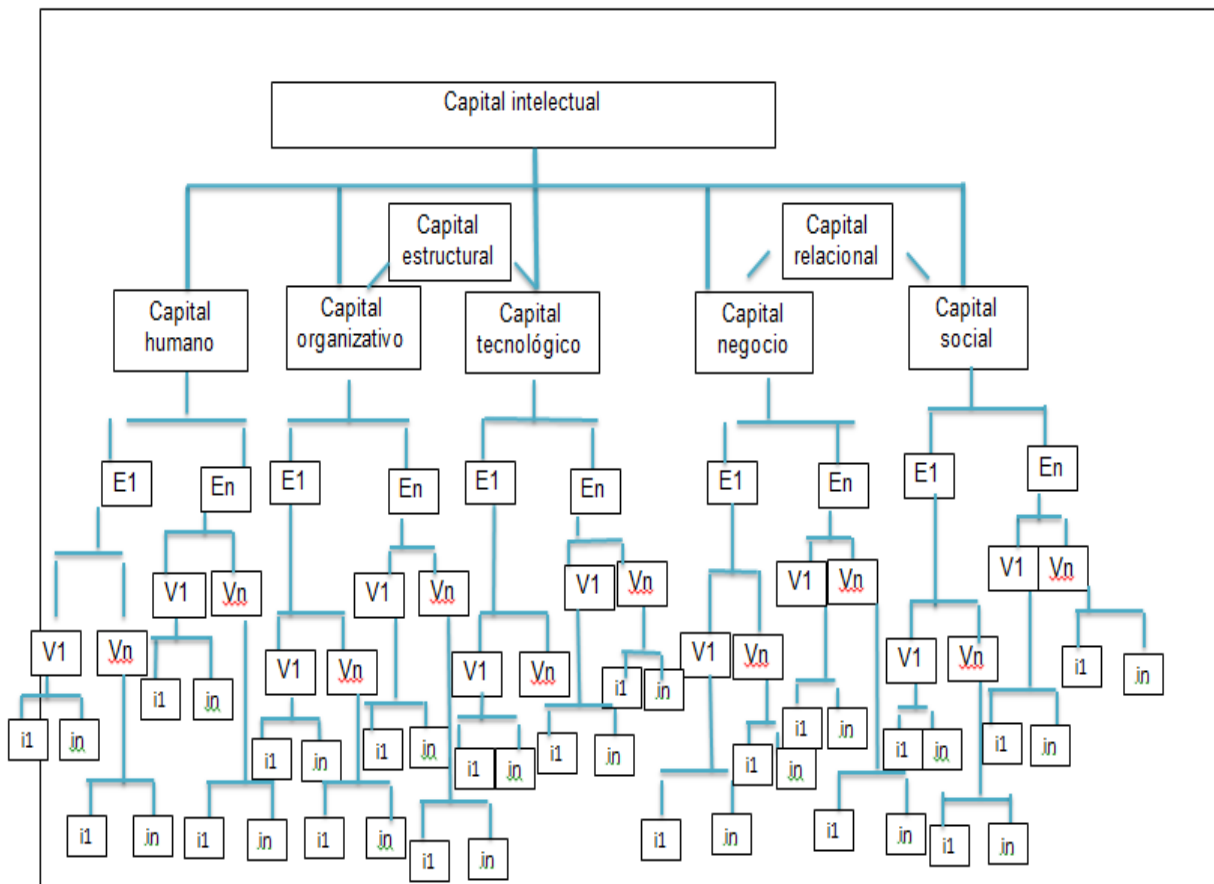 Capital intelectual
Capital
estructural
Capital
relacional
Capital
humano
Capital
organizativo
Capital
tecnológico
Capital
negocio
Capital
social
E1
En
E1
En
E1
En
E1
En
E1
En
V1
Vn
V1
Vn
V1
Vn
V1
Vn
V1
Vn
V1
Vn
V1
Vn
V1
Vn
V1
Vn
V1
Vn
i1
in
i1
in
i1
in
i1
in
i1
in
i1
in
i1
in
i1
in
i1
in
i1
in
i1
in
i1
in
i1
in
i1
in
i1
in
i1
in
i1
in
i1
in
i1
in